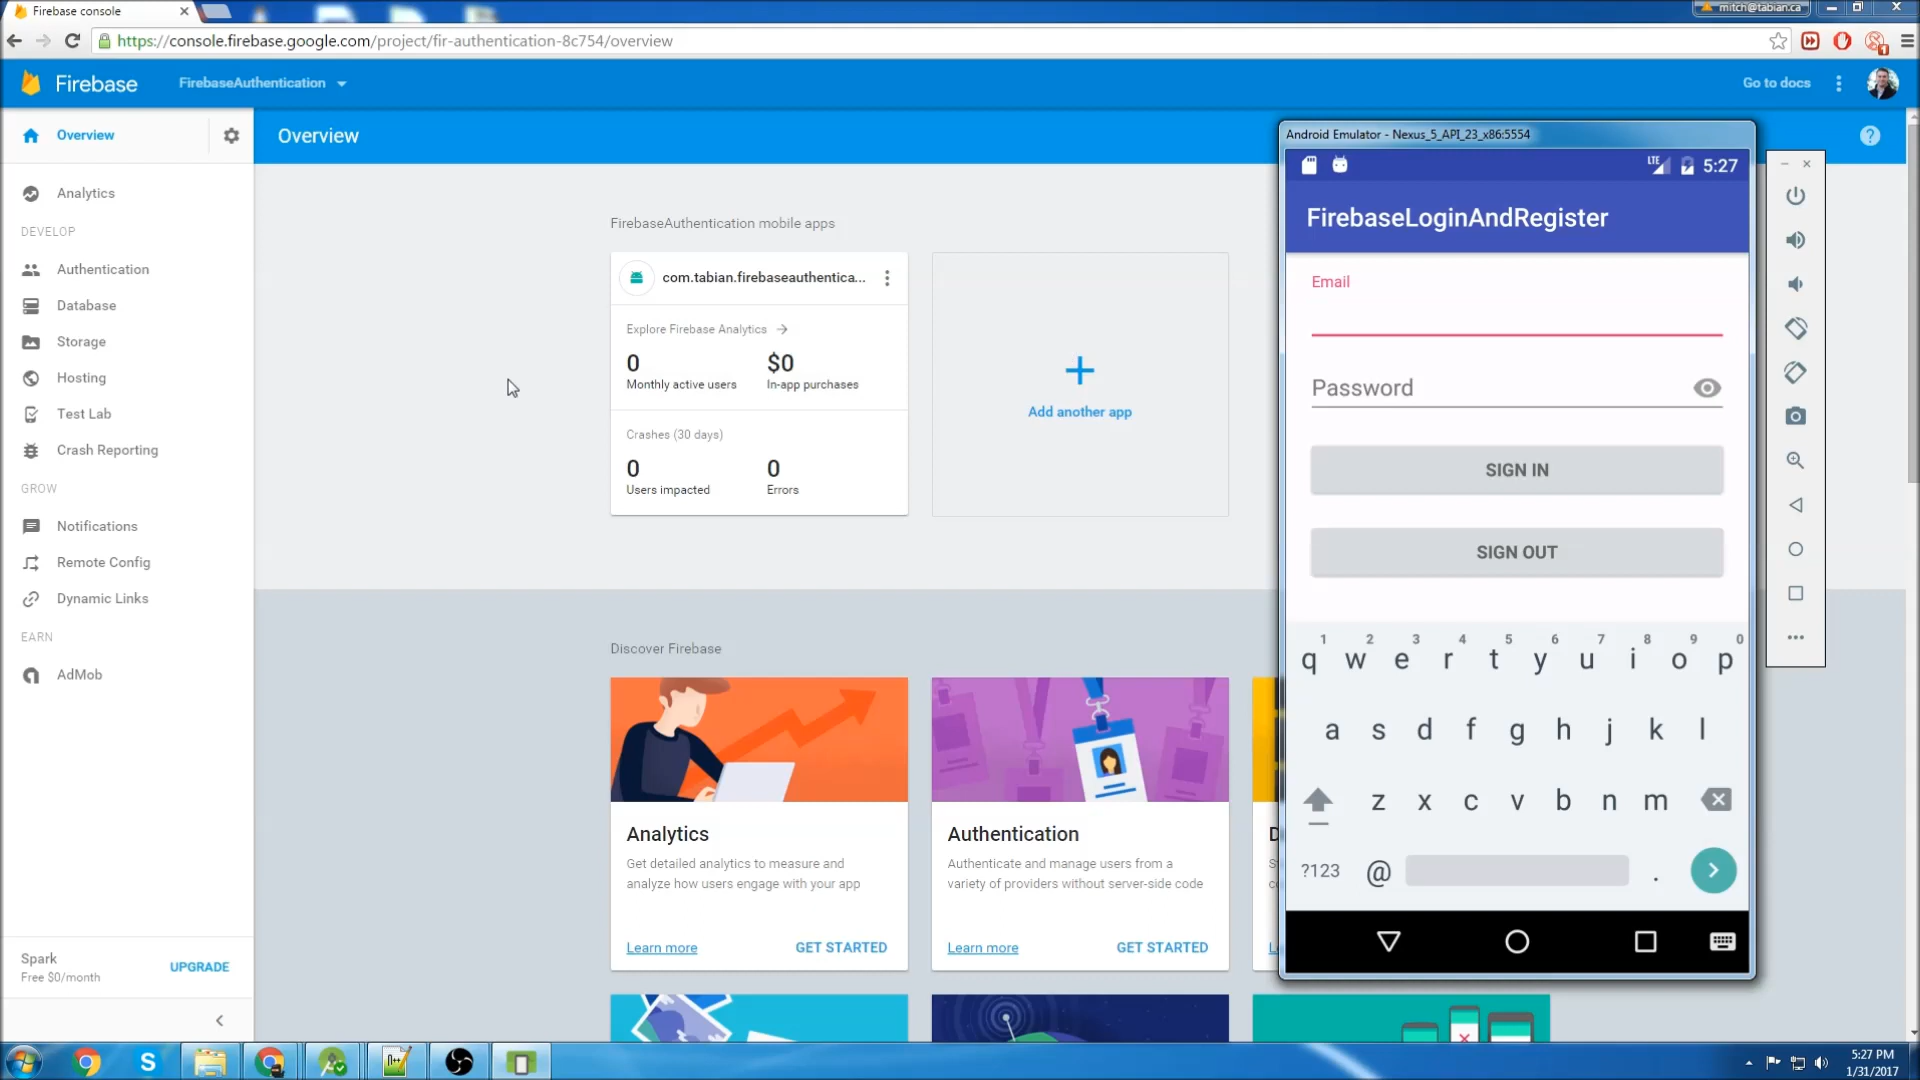 Firebase console
mitch@tabian.ca
https://console.firebase.google.com/project/fir-authentication-8c754/overview
Firebase
FirebaseAuthentication
Go to docs
Overview
Overview
Analytics
DEVELOP
Authentication
Database
Storage
Hosting
Test Lab
Crash Reporting
GROW
Notifications
Remote Config
Dynamic Links
EARN
AdMob
Spark
Free $0/month
UPGRADE
FirebaseAuthentication mobile apps
com.tabian.firebaseauthentica...
Explore Firebase Analytics
0
$0
Monthly active users
In-app purchases
Crashes (30 days)
0
0
Users impacted
Errors
Add another app
Discover Firebase
Analytics
Get detailed analytics to measure and
analyze how users engage with your app
Learn more
GET STARTED
Authentication
Authenticate and manage users from a
variety of providers without server-side code
Learn more
GET STARTED
Android Emulator - Nexus_5_API_23_x86:5554
LTE
5:27
FirebaseLoginAndRegister
Email
Password
SIGN IN
SIGN OUT
1 2 3 4 5 6 7 8 9 0
q w e r t y u i o p
a s d f g h j k l
z x c v b n m
?123 @ .
5:27 PM
1/31/2017